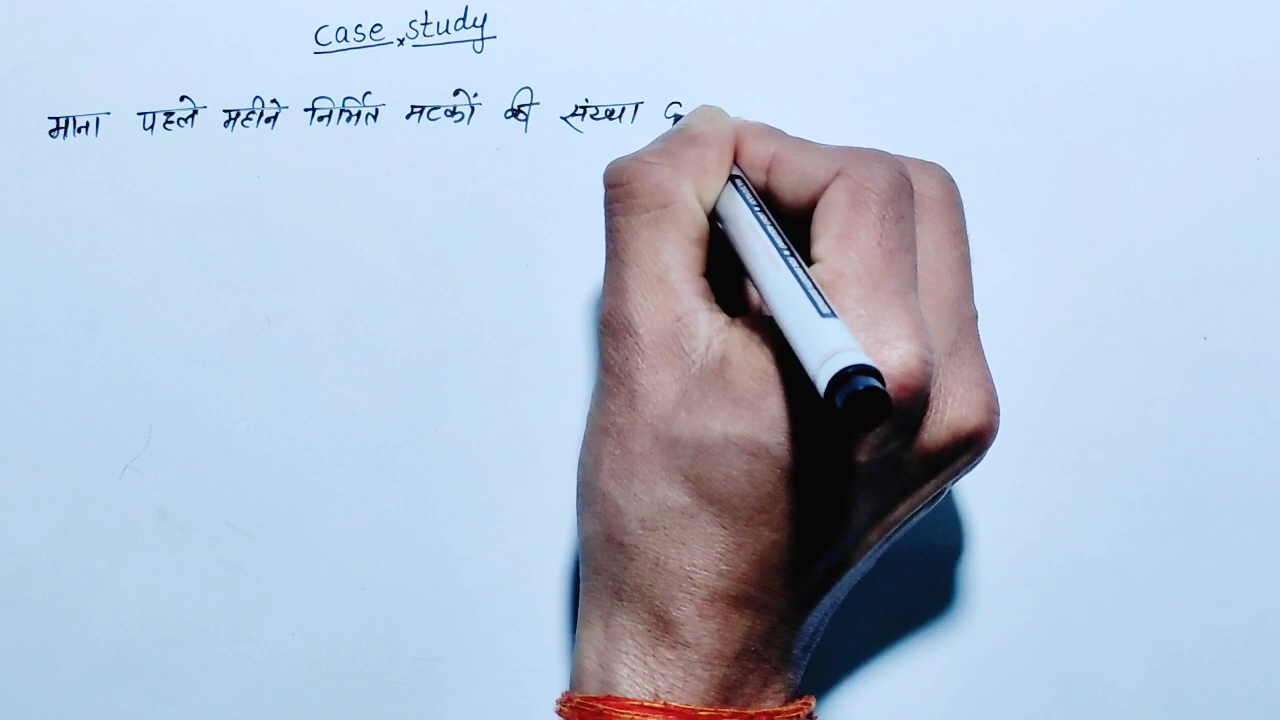 case study
माना पहले महीने निर्मित मटकों की संख्या